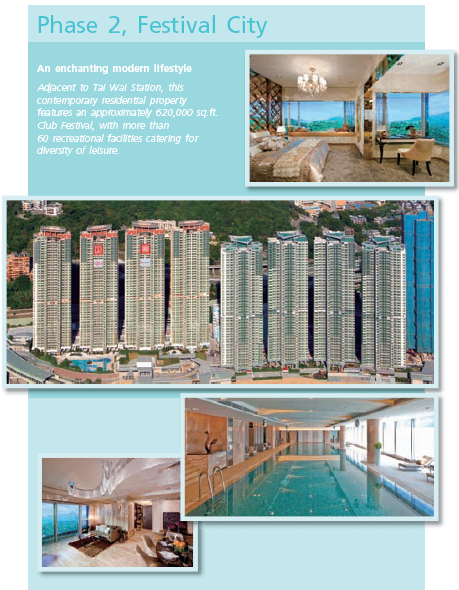 Phase 2, Festival City
An enchanting modern lifestyle
Adjacent to Tai Wai Station, this
contemporary residential property
features an approximately 620,000 sq.ft.
Club Festival, with more than
60 recreational facilities catering for
diversity of leisure.